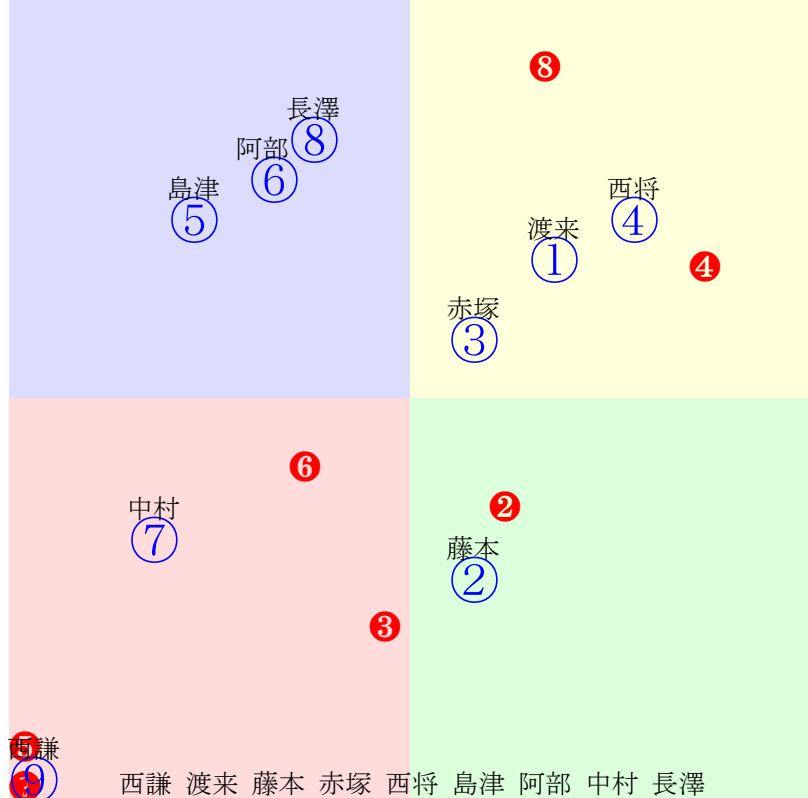 ❽
長澤
⑧
阿部
⑥
島津
⑤
西将
④
渡来
①
❹
赤塚
③
❻
中村
⑦
❷
藤本
②
❸
❺
西謙
⑨
西謙 渡来 藤本 赤塚 西将 島津 阿部 中村 長澤